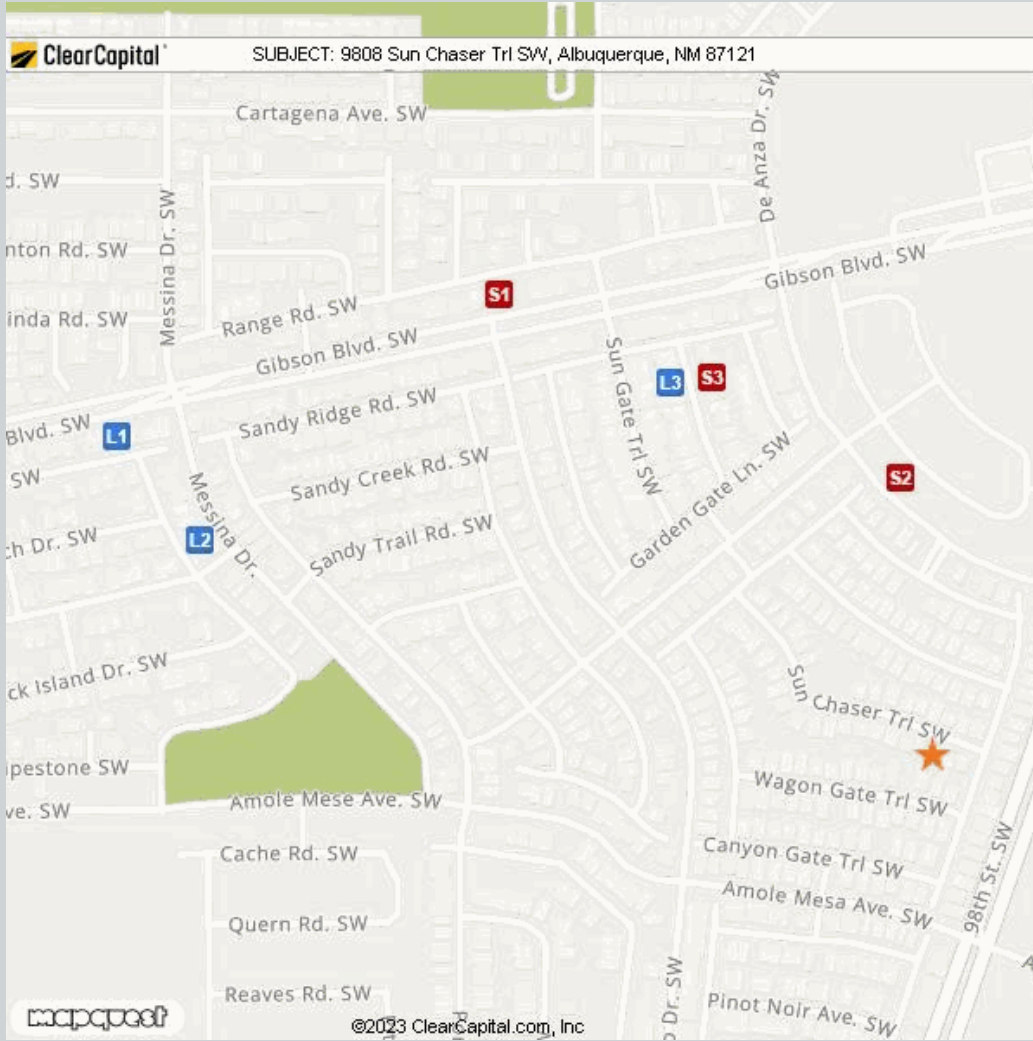 ClearCapital
SUBJECT: 9808 Sun Chaser Trl SW, Albuquerque, NM 87121
Cartagena Ave. SW
De Anza Dr. SW
d. SW
Messina Dr. SW
nton Rd. SW
Gibson Blvd. SW
S1
Range Rd. SW
inda Rd. SW
Gibson Blvd. SW
Sun Gate Trl SW
L3
S3
Sandy Ridge Rd. SW
Blvd. SW
L1
Garden Gate Ln. SW
SW
Sandy Creek Rd. SW
S2
Messina Dr.
ch Dr. SW
L2
Sandy Trail Rd. SW
ck Island Dr. SW
Sun Chaser Trl SW
ipestone SW
Wagon Gate Trl SW
ve. SW
Amole Mese Ave. SW
Cache Rd. SW
Canyon Gate Trl SW
98th St. SW
Amole Mesa Ave. SW
Quern Rd. SW
A
Reaves Rd. SW
o Dr. SW
Pinot Noir Ave. SW
mapquest
©2023 ClearCapital.com, Inc